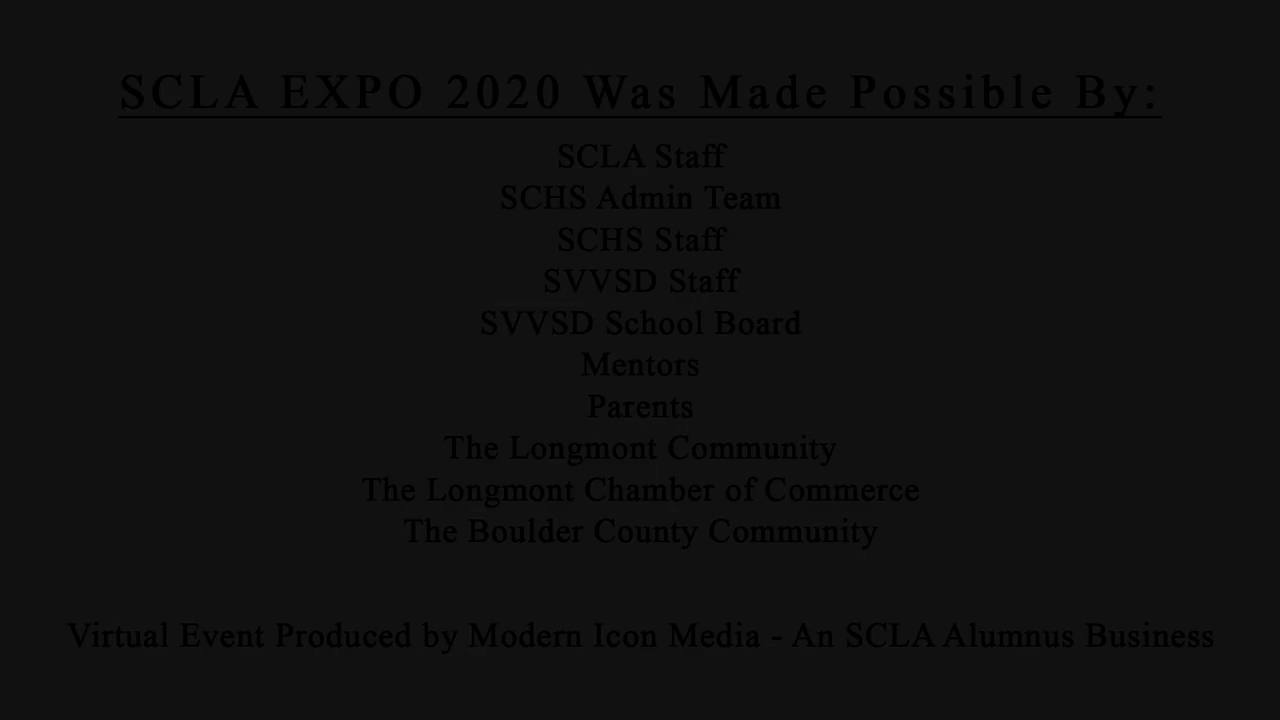 SCLA EXPO 2020 Was Made Possible By:
SCLA Staff
SCHS Admin Team
SCHS Staff
SVVSD Staff
SVVSD School Board
Mentors
Parents
The Longmont Community
The Longmont Chamber of Commerce
The Boulder County Community
Virtual Event Produced by Modern Icon Media - An SCLA Alumnus Business